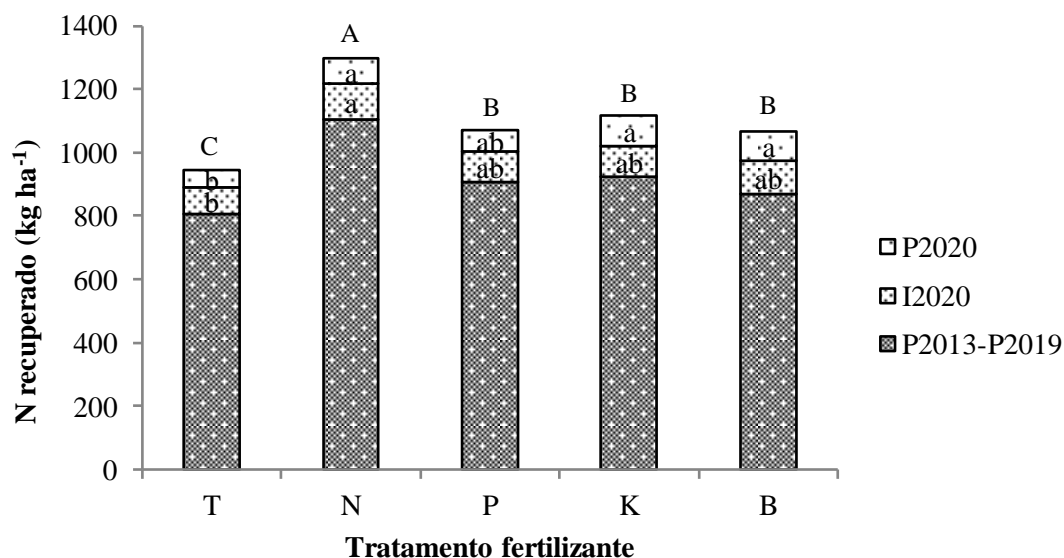 1400
1200
1000
800
600
400
200
0
N recuperado (kg ha-1)
C
A
B
B
B
b
a
ab
a
a
b
a
ab
ab
ab
T
N
P
K
B
Tratamento fertilizante
P2020
I2020
P2013-P2019